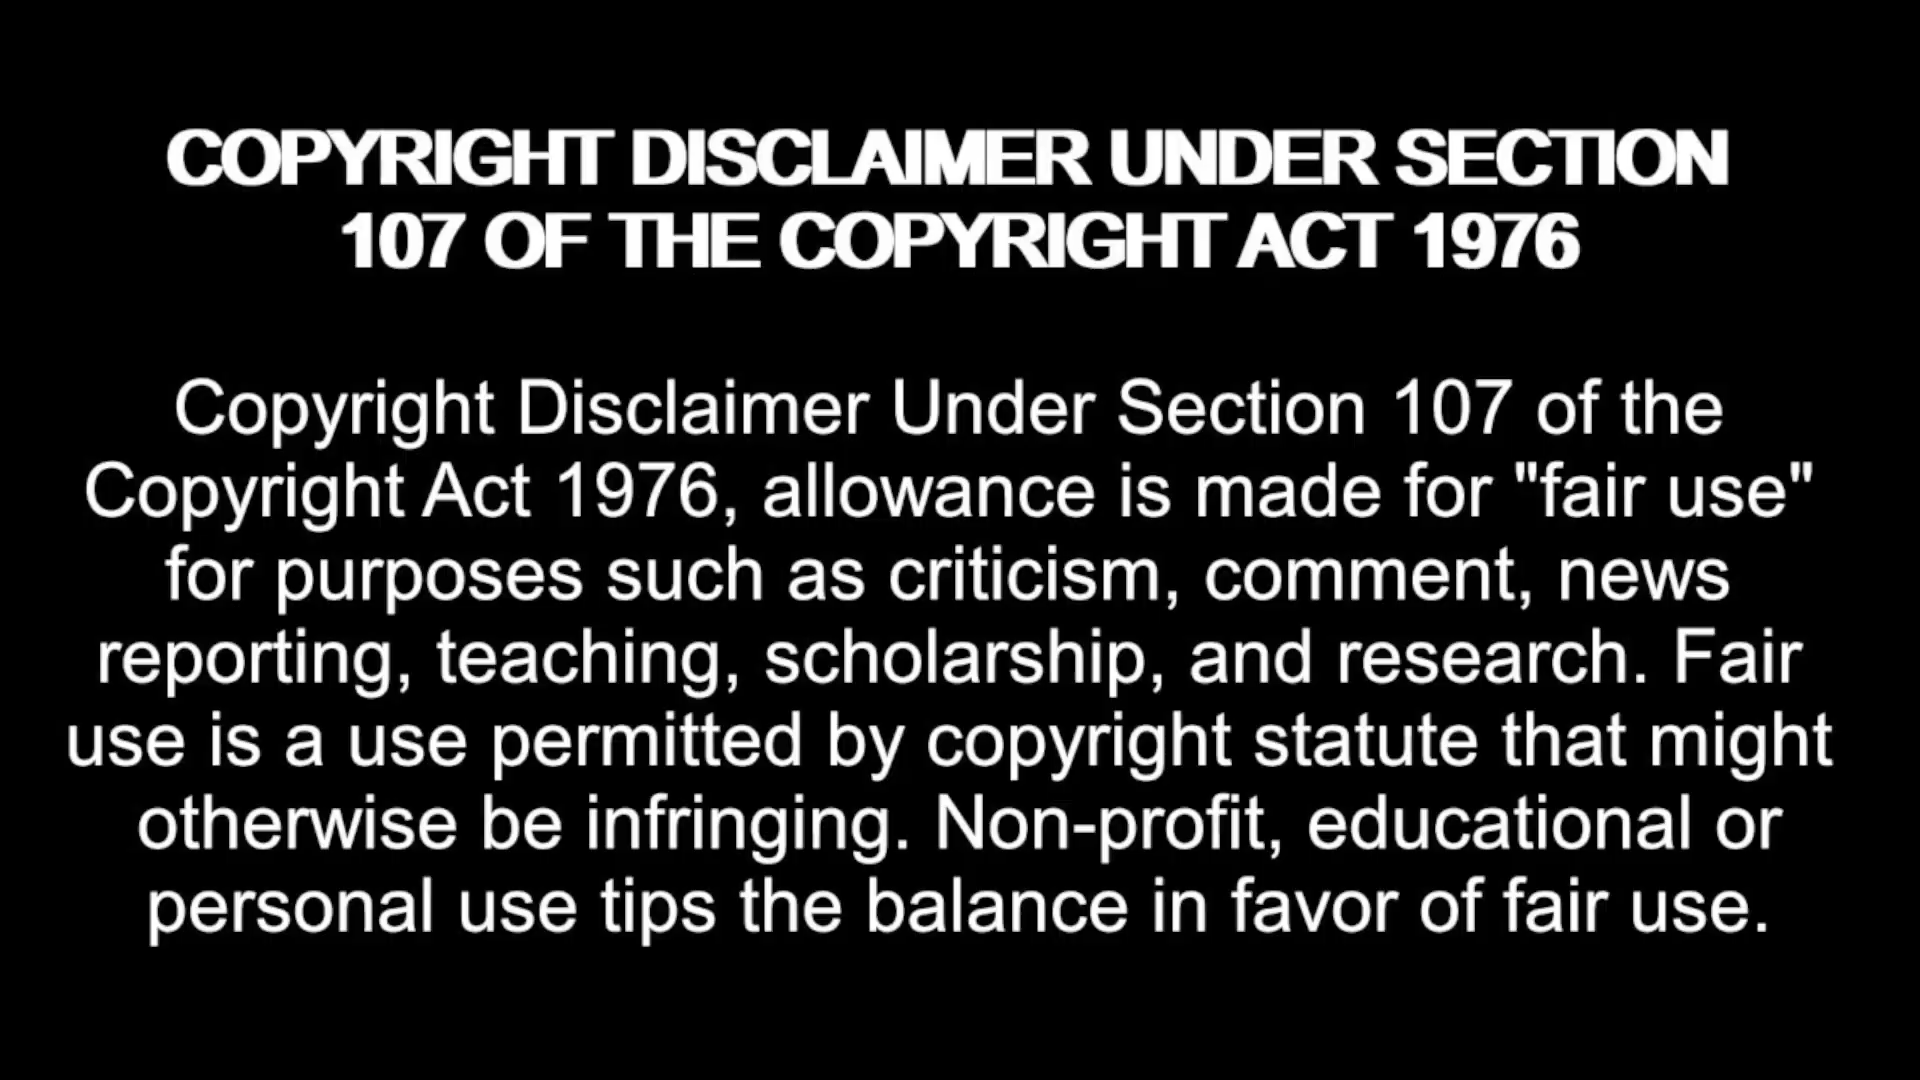 COPYRIGHT DISCLAIMER UNDER SECTION
107 OF THE COPYRIGHT ACT 1976
Copyright Disclaimer Under Section 107 of the
Copyright Act 1976, allowance is made for "fair use"
for purposes such as criticism, comment, news
reporting, teaching, scholarship, and research. Fair
use is a use permitted by copyright statute that might
otherwise be infringing. Non-profit, educational or
personal use tips the balance in favor of fair use.